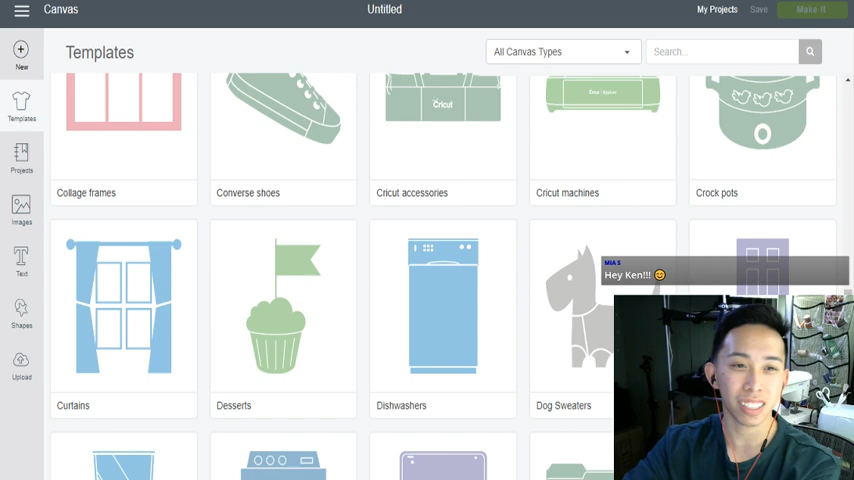 Canvas
Untitled
My Projects
Save
Make It
New
Templates
Projects
Images
Text
Shapes
Upload
Templates
All Canvas Types
Search...
Cricut
Collage frames
Converse shoes
Cricut accessories
Cricut machines
Crock pots
MIA S
Hey Ken!!! 😊
Curtains
Desserts
Dishwashers
Dog Sweaters